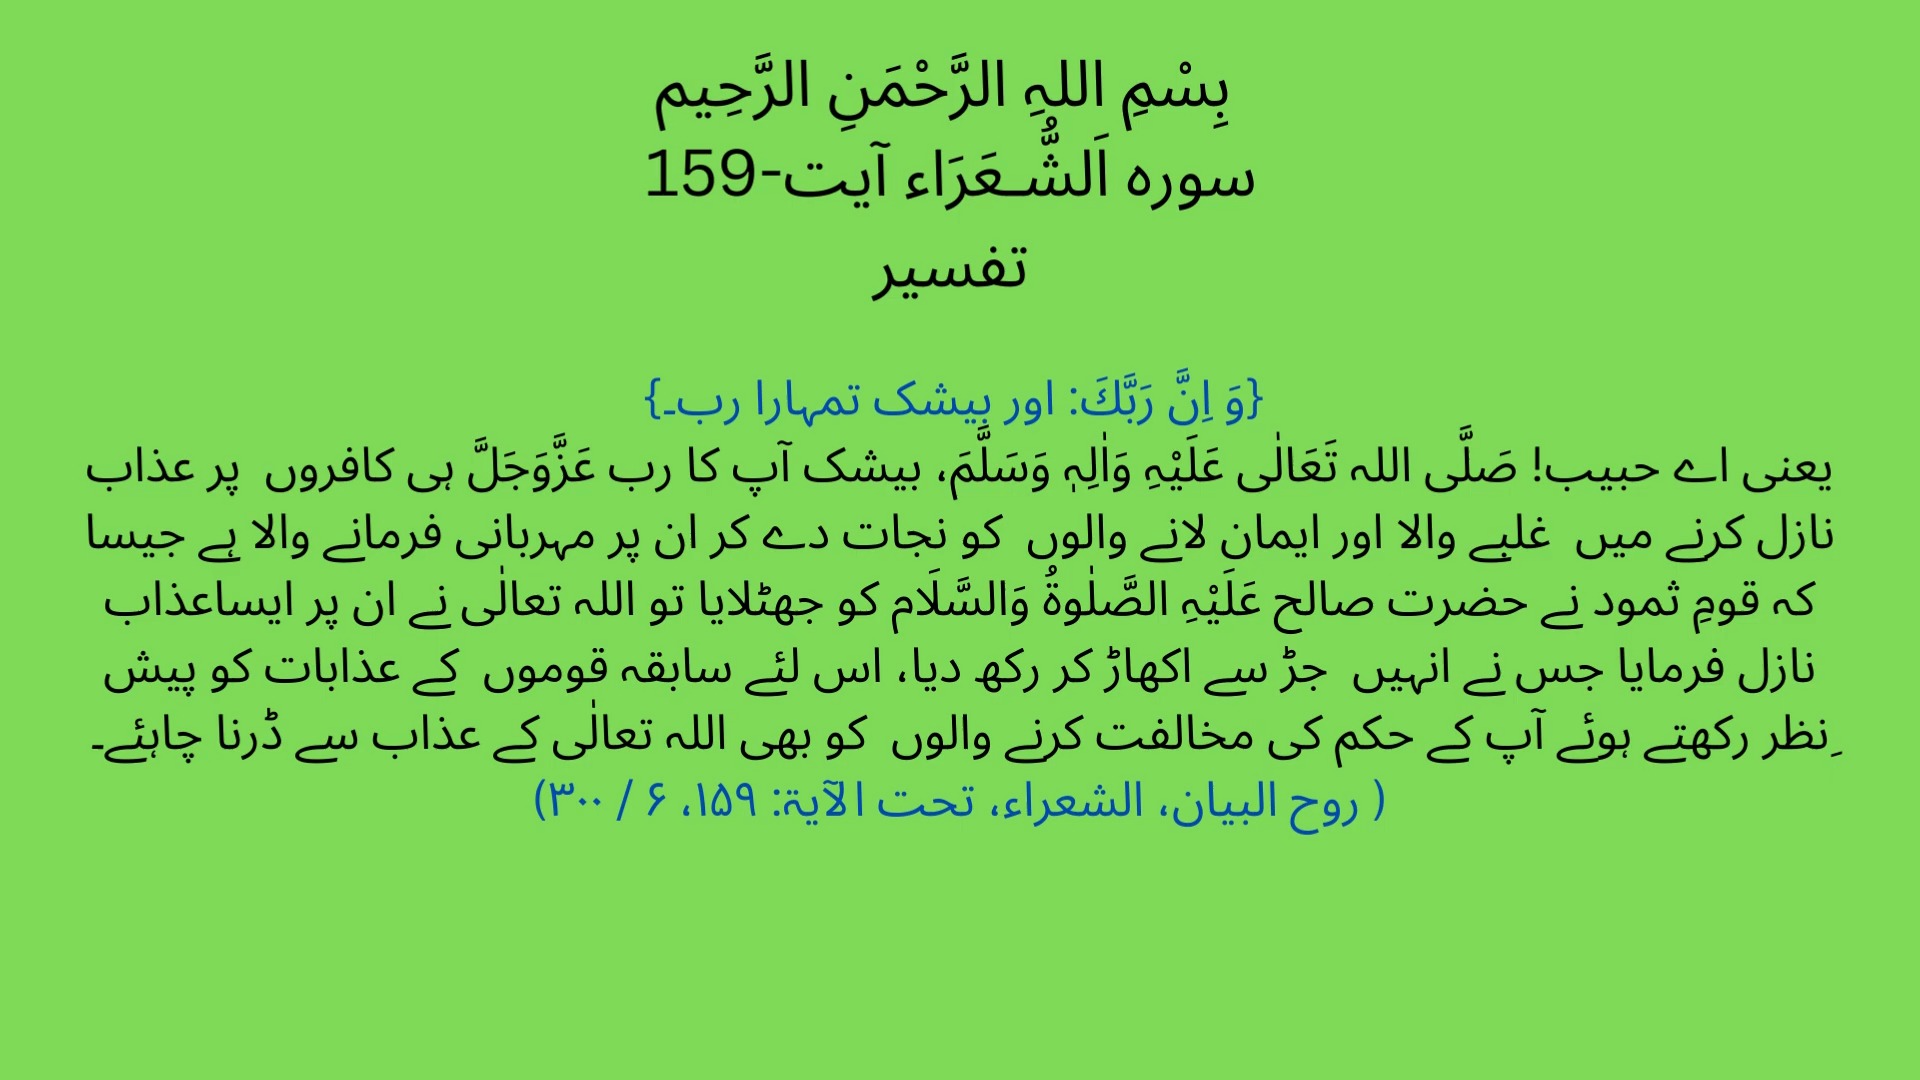 بِسْمِ اللہِ الرَّحْمَنِ الرَّحِیم
سورہ اَلشُّـعَرَاء آیت-159
تفسیر
{وَ اِنَّ رَبَّكَ: اور بیشک تمہارا رب۔}
یعنی اے حبیب! صَلَّی اللہ تَعَالٰی عَلَیْہِ وَاٰلِہٖ وَسَلَّمَ، بیشک آپ کا رب عَزَّوَجَلَّ ہی کافروں پر عذاب
نازل کرنے میں غلبے والا اور ایمان لانے والوں کو نجات دے کر ان پر مہربانی فرمانے والا ہے جیسا
کہ قومِ ثمود نے حضرت صالح عَلَیْہِ الصَّلٰوۃُ وَالسَّلَام کو جھٹلایا تو اللہ تعالٰی نے ان پر ایساعذاب
نازل فرمایا جس نے انہیں جڑ سے اکھاڑ کر رکھ دیا، اس لئے سابقہ قوموں کے عذابات کو پیش
ِنظر رکھتے ہوئے آپ کے حکم کی مخالفت کرنے والوں کو بھی اللہ تعالٰی کے عذاب سے ڈرنا چاہئے۔
( روح البیان، الشعراء، تحت الآیۃ: ۱۵۹، ۶ / ۳۰۰)